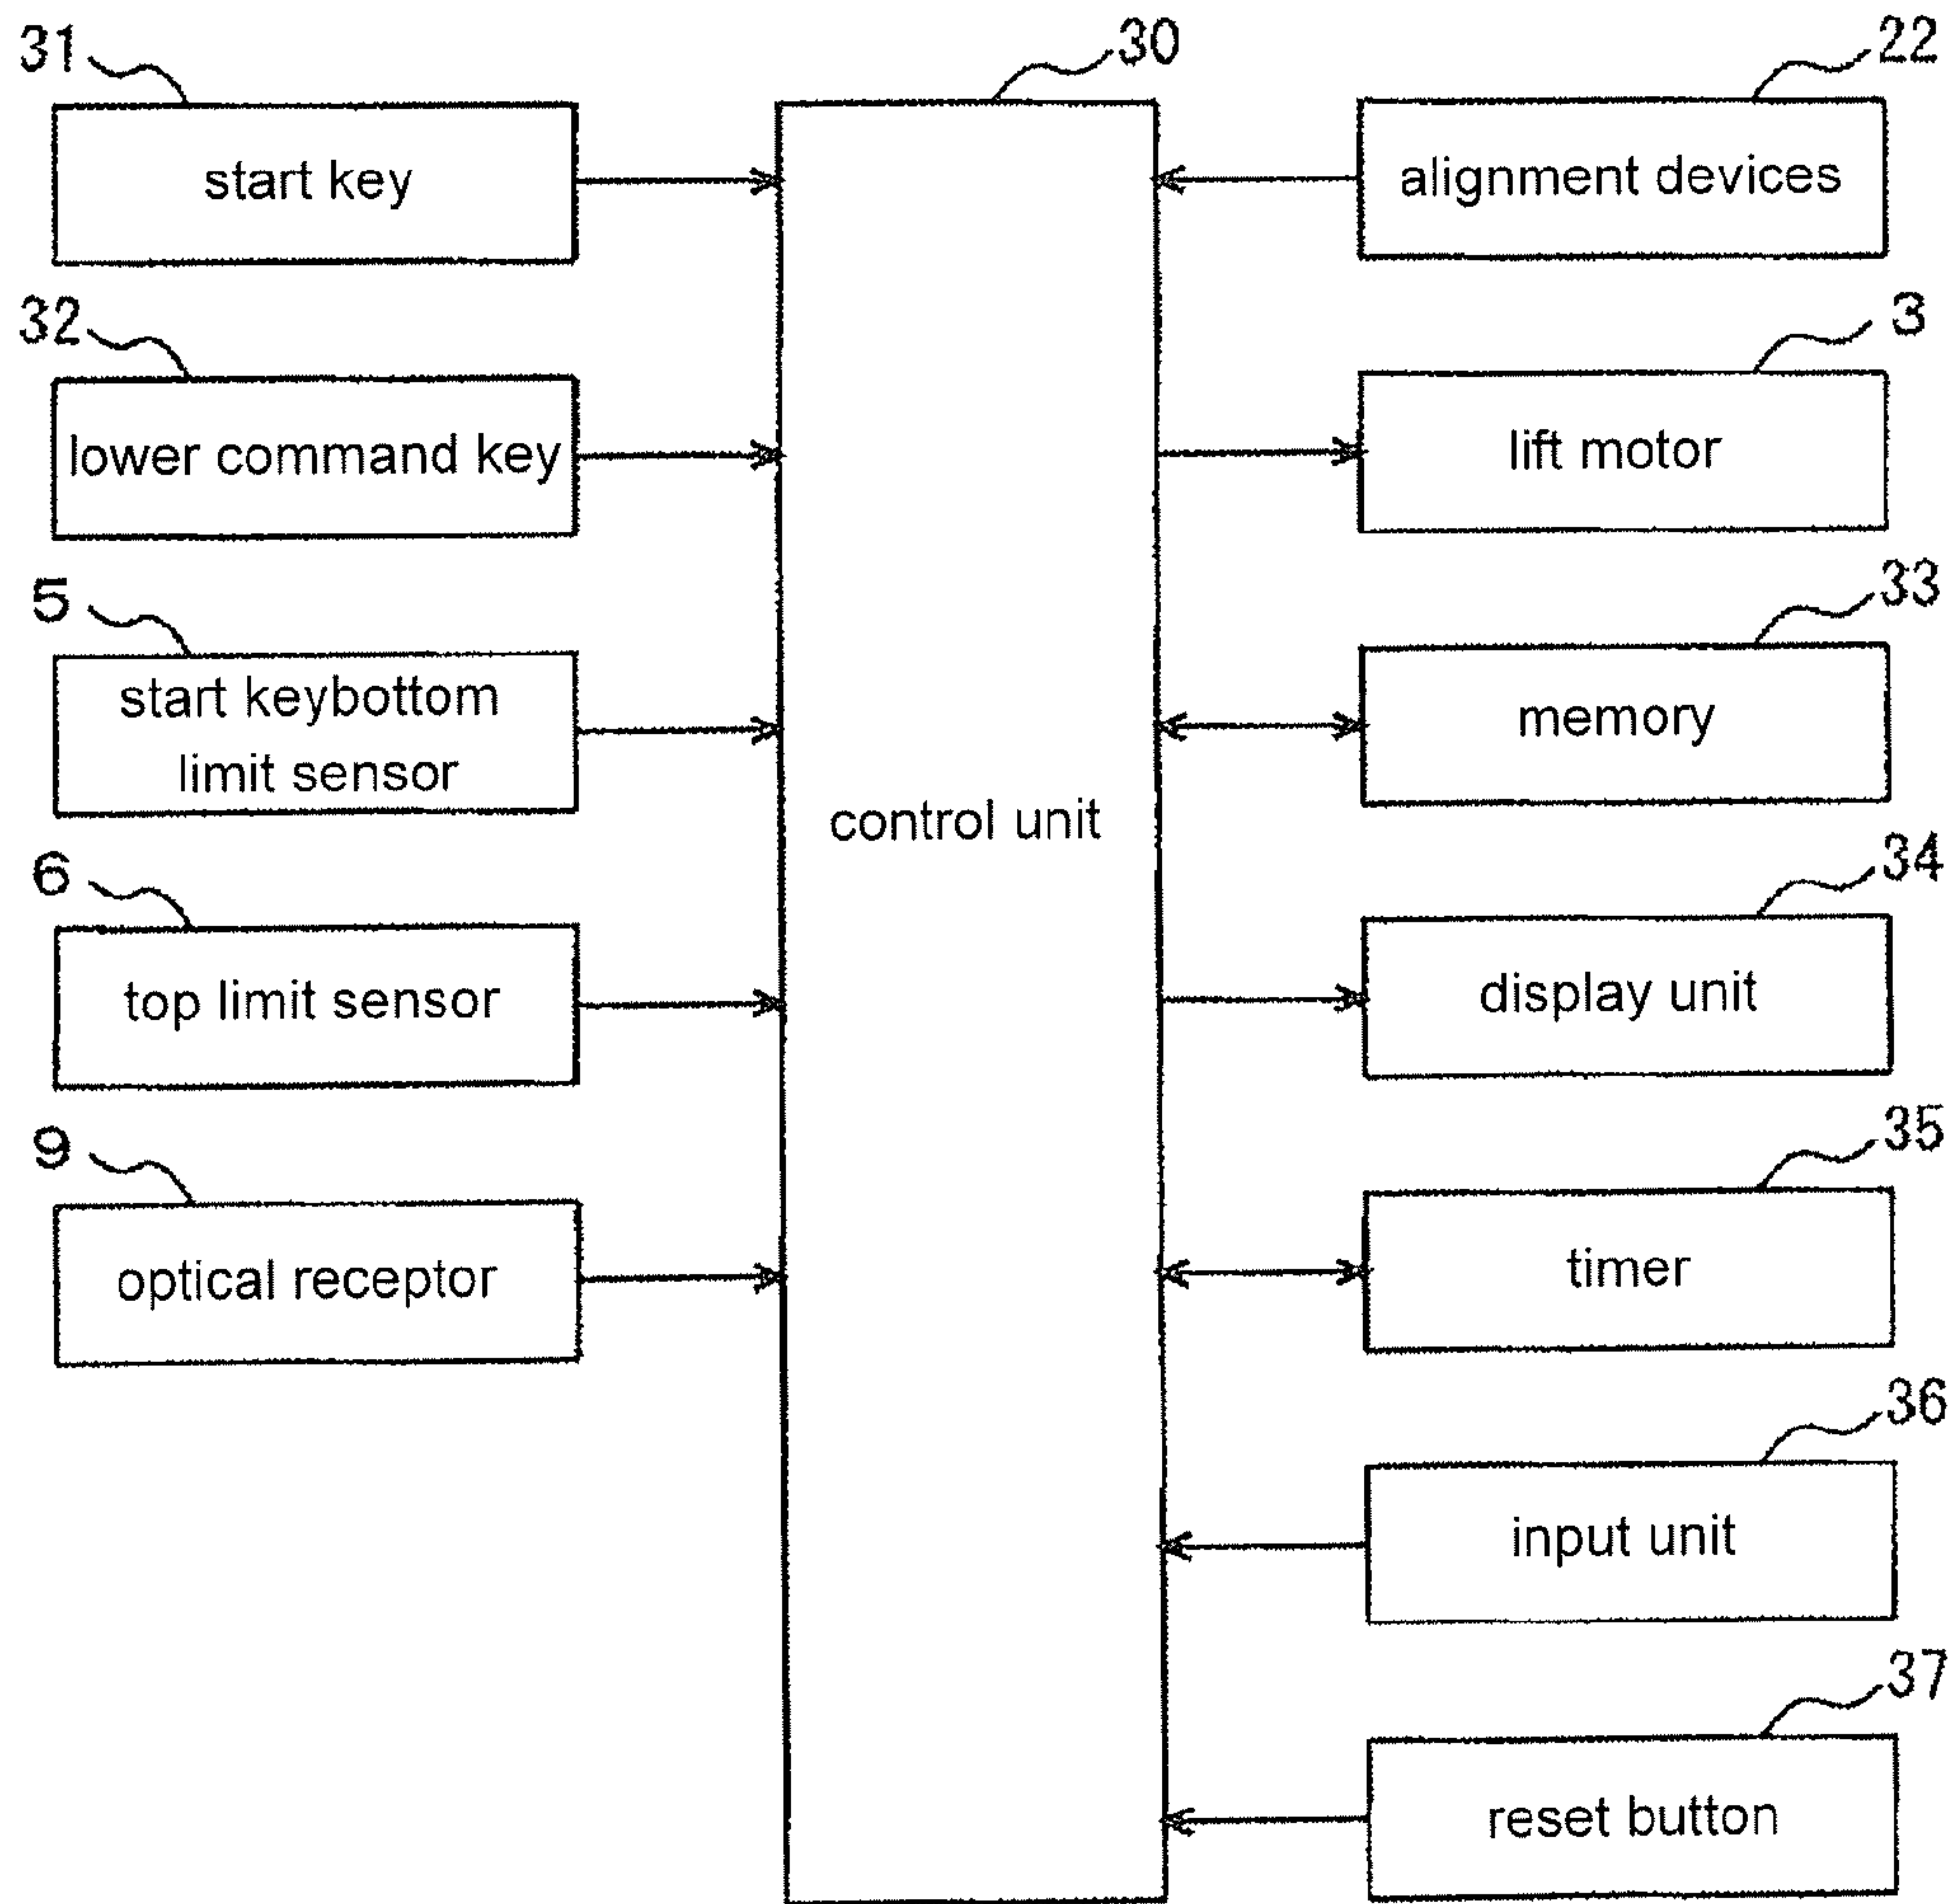 31
start key
32
lower command key
5
start keybottom
limit sensor
6
top limit sensor
9
optical receptor
30
control unit
22
alignment devices
3
lift motor
33
memory
34
display unit
35
timer
36
input unit
37
reset button